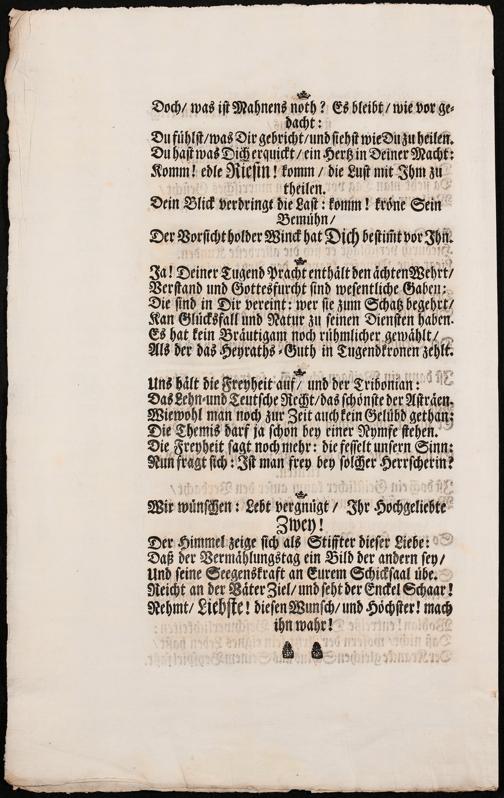 Doch/ was ist Mahnens noth? Es bleibt/ wie vor ge-
dacht:
Du fühlst/was Dir gebricht/und siehst wie Du zu heilen.
Du hast was Dich erquickt/ein Hertz in Deiner Macht:
Komm! edle Riesin! komm/ die Lust mit Ihm zu
theilen.
Dein Blick verdringt die Last: komm! kröne Sein
Bemühn/
Der Vorsicht holder Winck hat Dich bestim̃t vor Ihn.
Ja! Deiner Tugend Pracht enthält den ächten Wehrt/
Verstand und Gottesfurcht sind wesentliche Gaben:
Die sind in Dir vereint: wer sie zum Schatz begehrt/
Kan Glücksfall und Natur zu seinen Diensten haben.
Es hat kein Bräutigam noch rühmlicher gewählt/
Als der das Heyraths-Guth in Tugendkronen zehlt.
Uns hält die Freyheit auf/ und der Tribonian:
Das Lehn-und Teutsche Recht/das schönste der Asträen.
Wiewohl man noch zur Zeit auch kein Gelübd gethan:
Die Themis darf ja schon bey einer Nymfe stehen.
Die Freyheit sagt noch mehr: die fesselt unsern Sinn:
Nun fragt sich: Ist man frey bey solcher Herrscherin?
Wir wünschen: Lebt vergnügt/ Ihr Hochgeliebte
Zwey!
Der Himmel zeige sich als Stiffter dieser Liebe:
Daß der Vermählungstag ein Bild der andern sey/
Und seine Seegenskraft an Eurem Schicksaal übe.
Reicht an der Väter Ziel/und seht der Enckel Schaar!
Nehmt/ Liebste! diesen Wunsch/und Höchster! mach
ihn wahr!